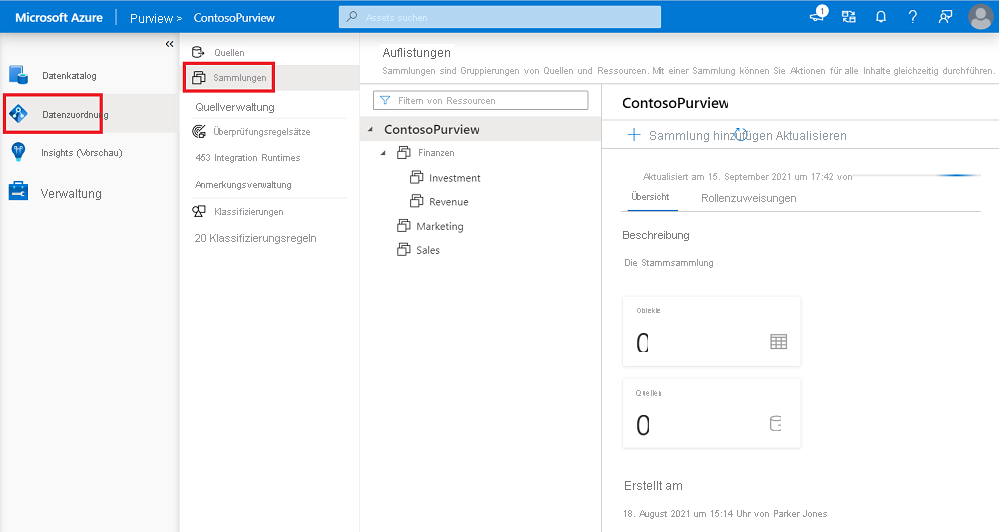 Microsoft Azure
Purview >
ContosoPurview
Assets suchen
1
«
Datenkatalog
Datenzuordnung
Insights (Vorschau)
Verwaltung
Quellen
Sammlungen
Quellverwaltung
Überprüfungsregelsätze
453 Integration Runtimes
Anmerkungsverwaltung
Klassifizierungen
20 Klassifizierungsregeln
Auflistungen
Sammlungen sind Gruppierungen von Quellen und Ressourcen. Mit einer Sammlung können Sie Aktionen für alle Inhalte gleichzeitig durchführen.
Filtern von Ressourcen
ContosoPurview
Finanzen
Investment
Revenue
Marketing
Sales
ContosoPurview
Sammlung hinzufügen Aktualisieren
Aktualisiert am 15. September 2021 um 17:42 von
Übersicht
Rollenzuweisungen
Beschreibung
Die Stammsammlung
Objekte
0
Quellen
0
Erstellt am
18. August 2021 um 15:14 Uhr von Parker Jones